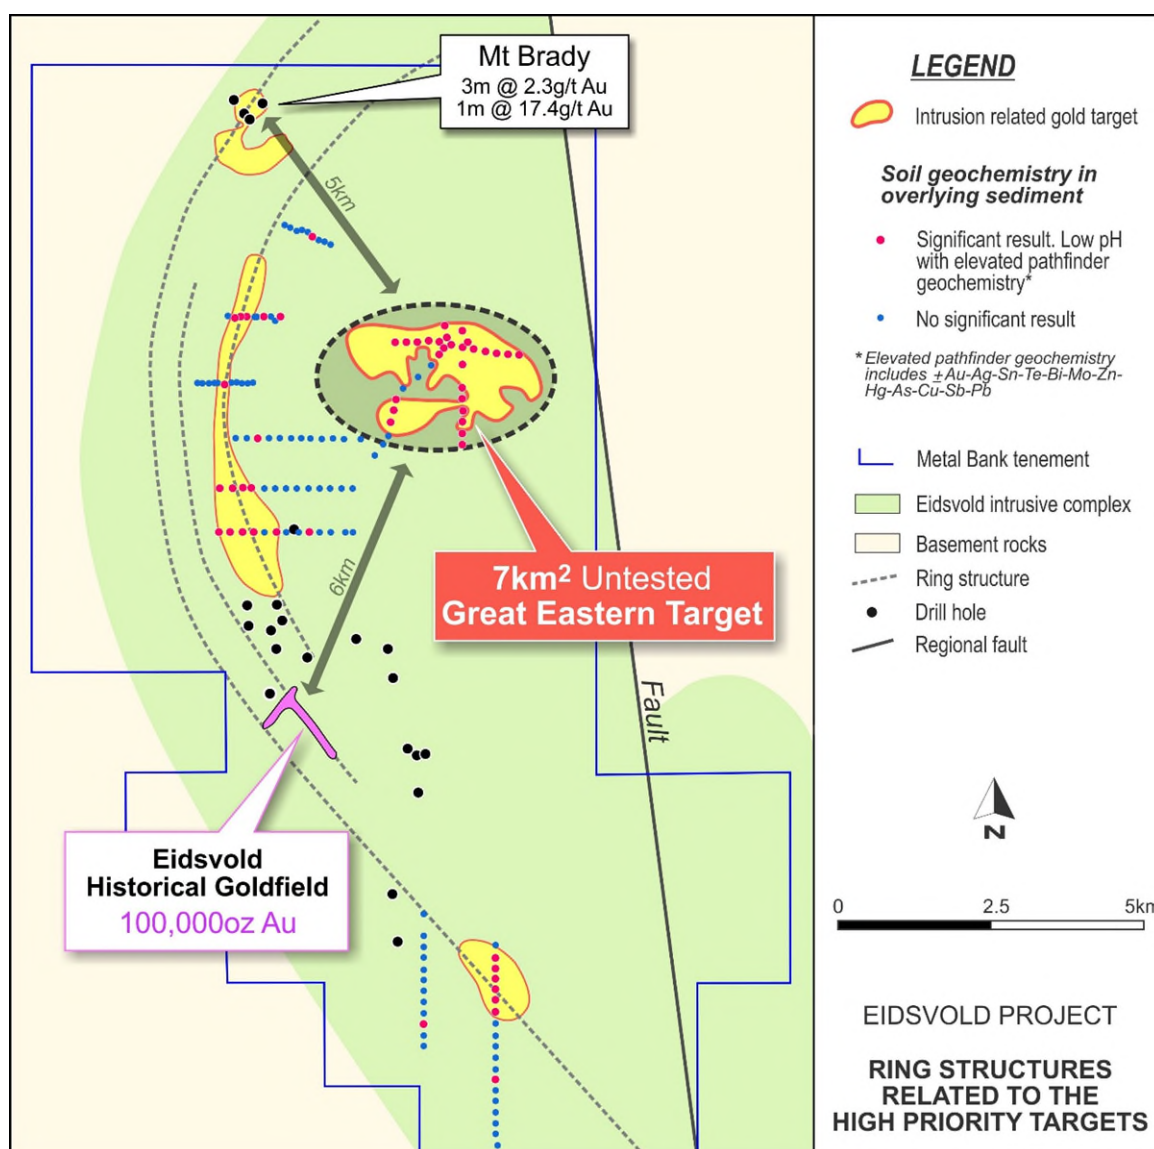 Mt Brady
3m @ 2.3g/t Au
1m @ 17.4g/t Au
5km
6km
7km² Untested
Great Eastern Target
Fault
Eidsvold
Historical Goldfield
100,000oz Au
LEGEND
Intrusion related gold target
Soil geochemistry in
overlying sediment
Significant result. Low pH
with elevated pathfinder
geochemistry*
No significant result
* Elevated pathfinder geochemistry
includes ±Au-Ag-Sn-Te-Bi-Mo-Zn-
Hg-As-Cu-Sb-Pb
Metal Bank tenement
Eidsvold intrusive complex
Basement rocks
Ring structure
Drill hole
Regional fault
N
0 2.5 5km
EIDSVOLD PROJECT
RING STRUCTURES
RELATED TO THE
HIGH PRIORITY TARGETS